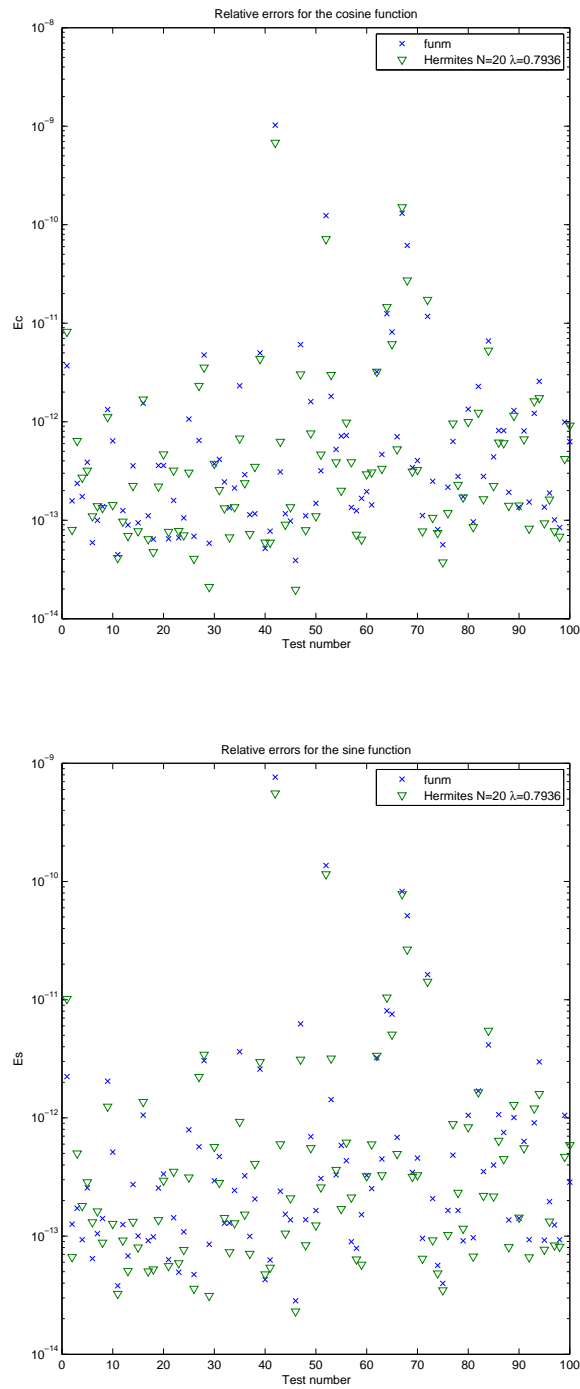 Relative errors for the cosine function
10^-8
funm
Hermites N=20 λ=0.7936
10^-9
10^-10
10^-11
Ec
10^-12
10^-13
10^-14
0 10 20 30 40 50 60 70 80 90 100
Test number
Relative errors for the sine function
10^-9
funm
Hermites N=20 λ=0.7936
10^-10
10^-11
Es
10^-12
10^-13
10^-14
0 10 20 30 40 50 60 70 80 90 100
Test number